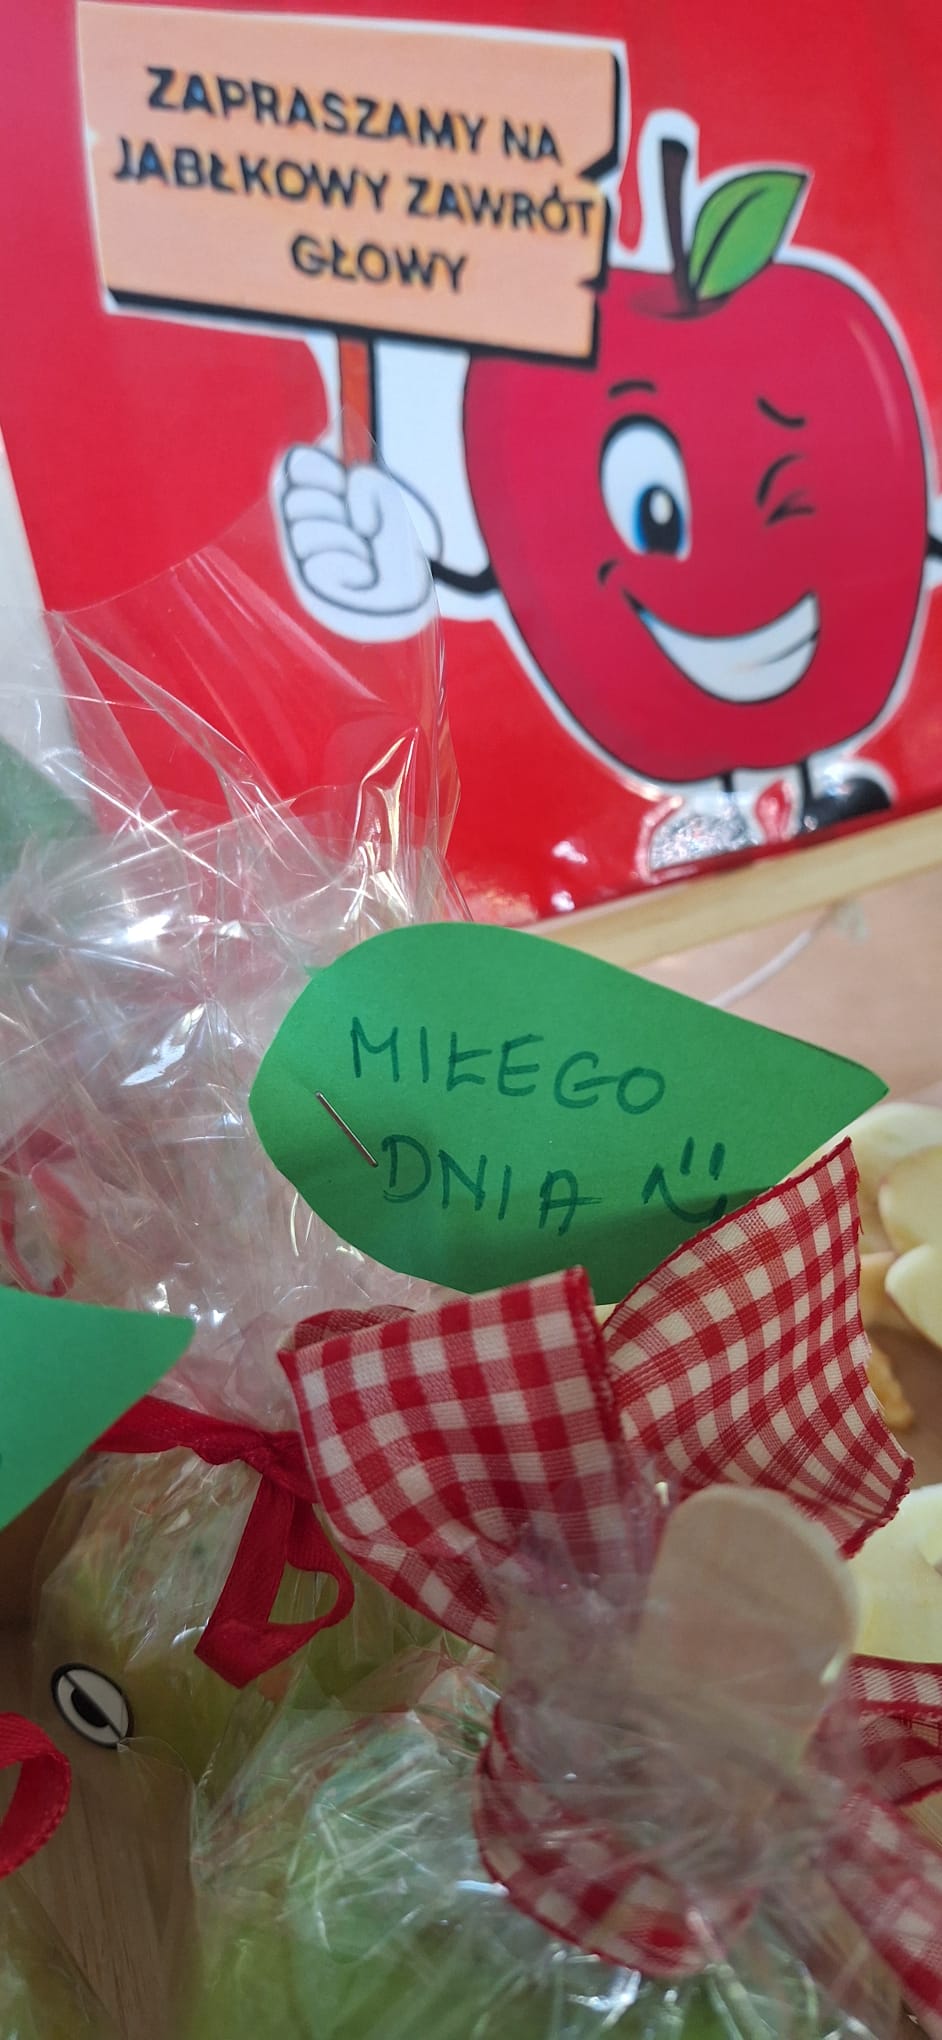 ZAPRASZAMY NA
JABŁKOWY ZAWRÓT
GŁOWY
MIŁEGO
DNIA